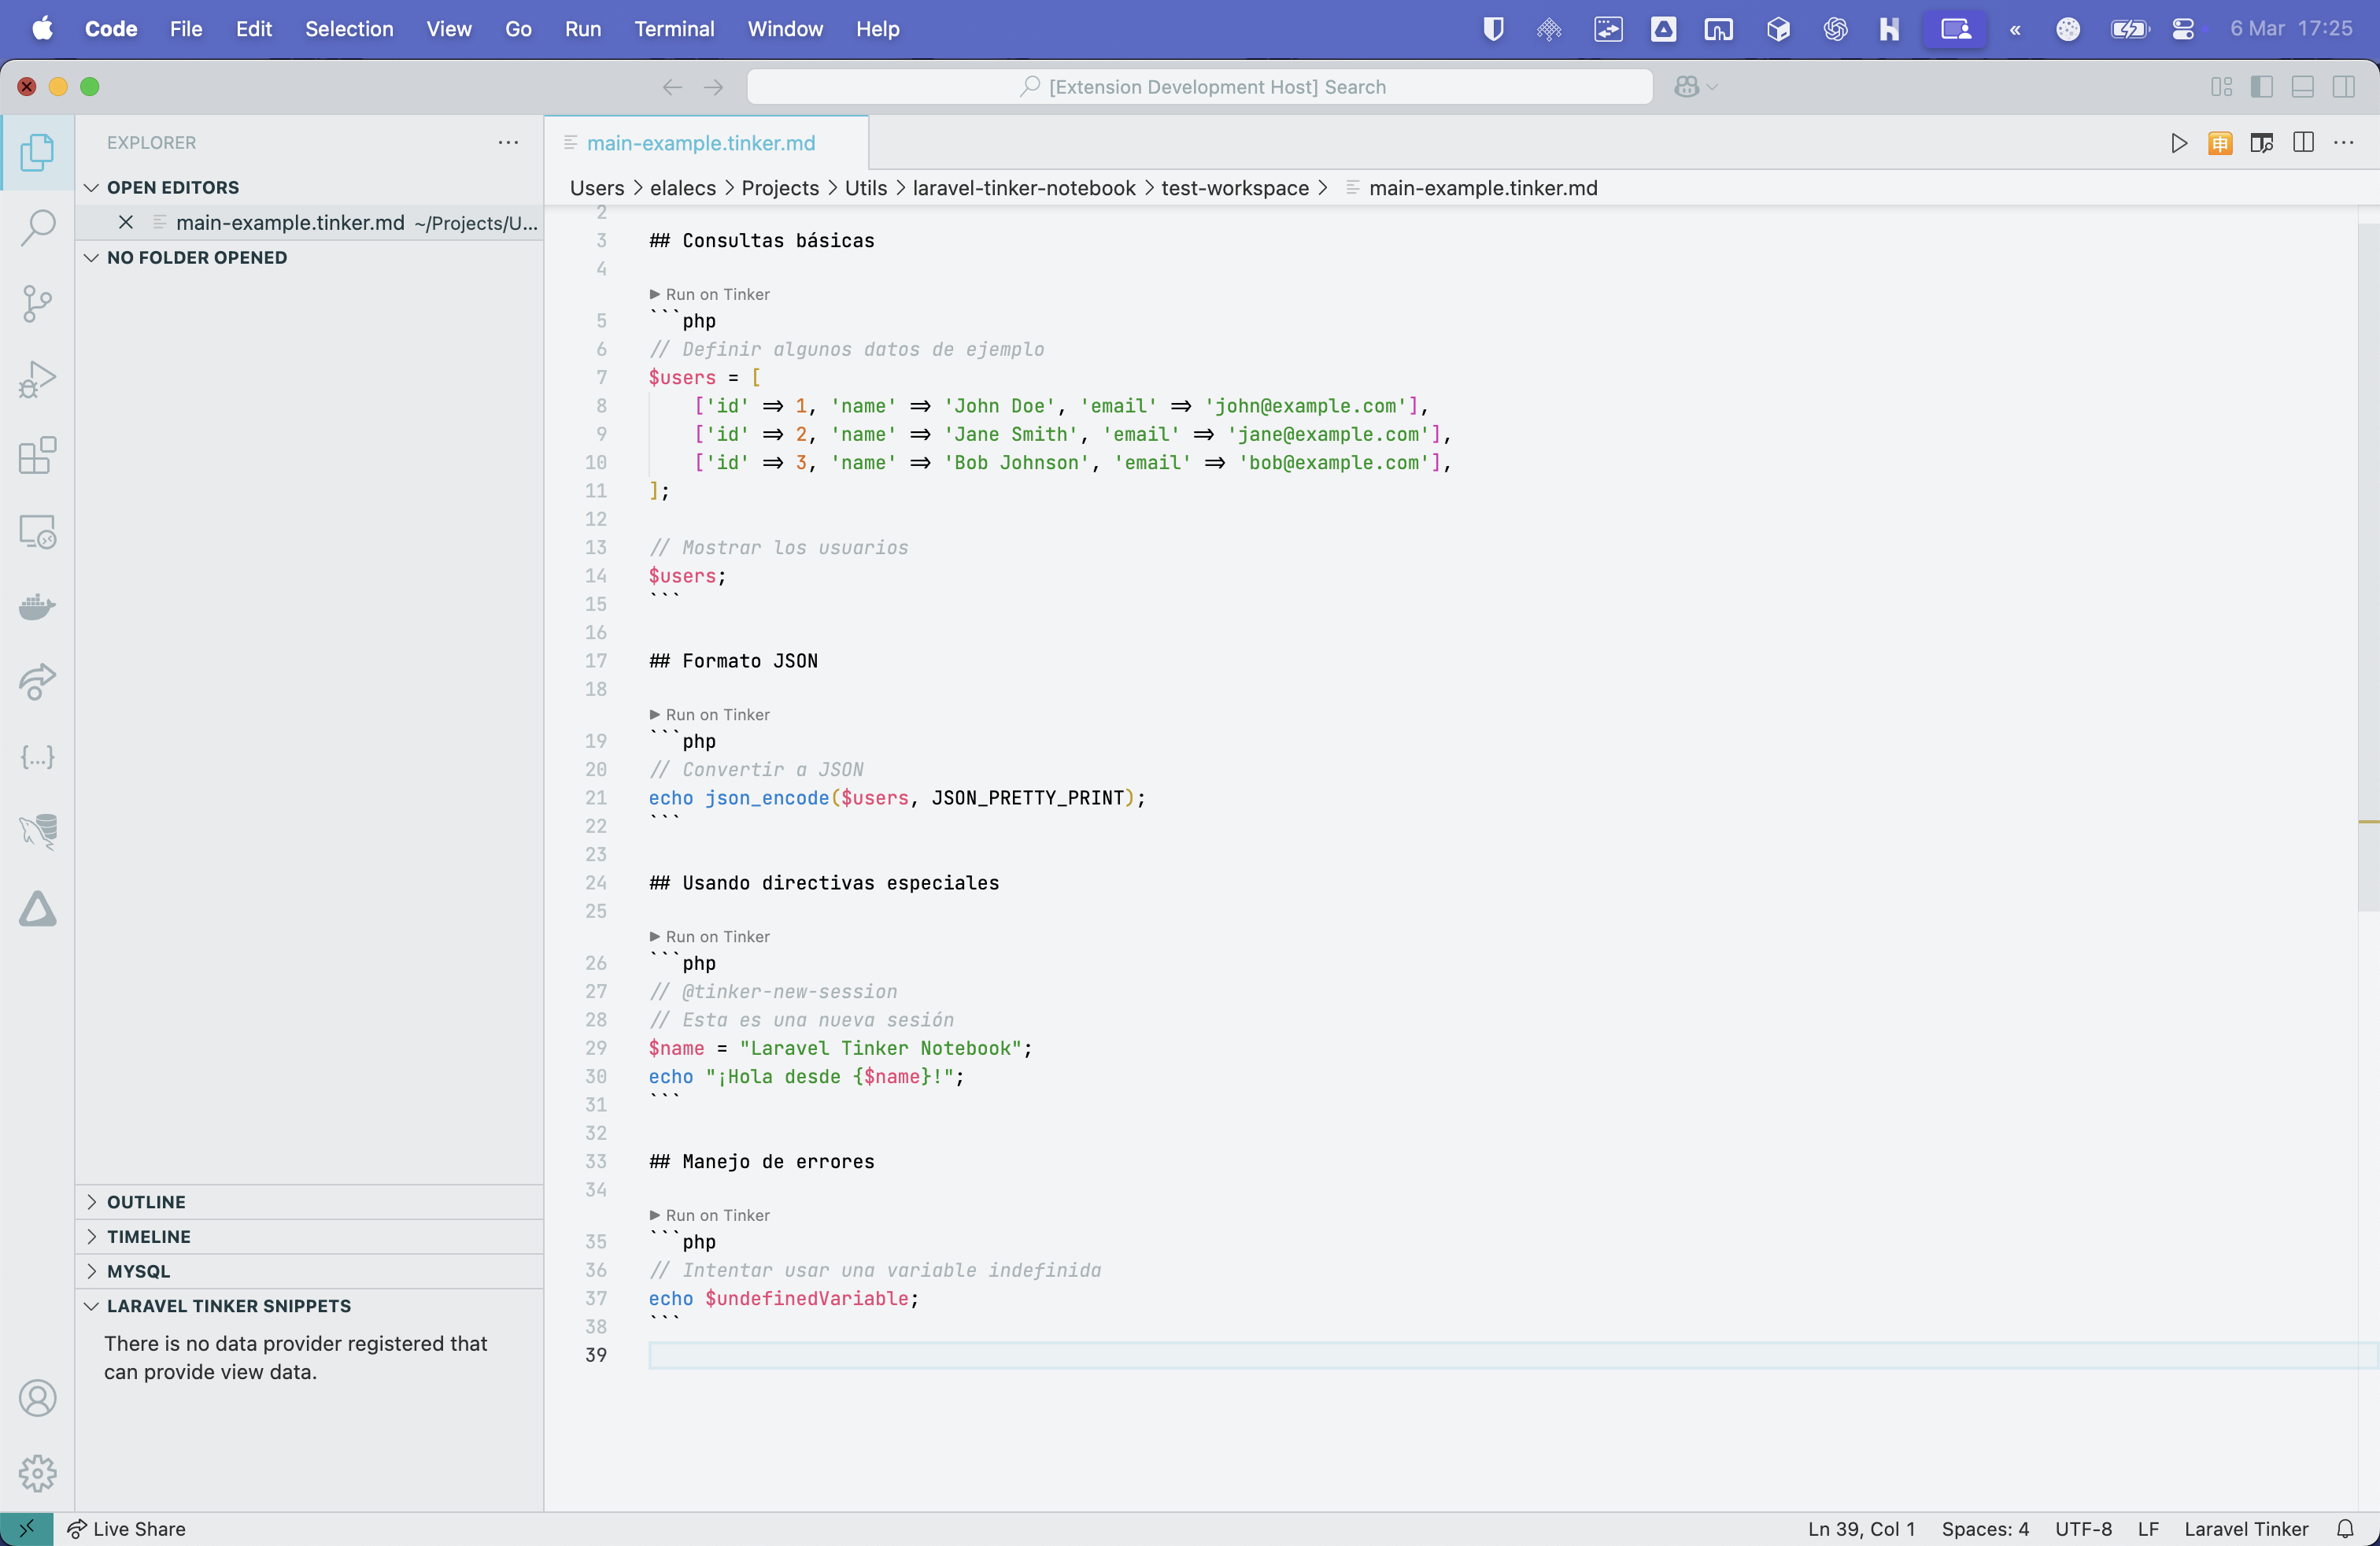 Code File Edit Selection View Go Run Terminal Window Help 6 Mar 17:25
[Extension Development Host] Search
EXPLORER
OPEN EDITORS
main-example.tinker.md ~/Projects/U...
NO FOLDER OPENED
OUTLINE
TIMELINE
MYSQL
LARAVEL TINKER SNIPPETS
There is no data provider registered that
can provide view data.
main-example.tinker.md
Users > elalecs > Projects > Utils > laravel-tinker-notebook > test-workspace > main-example.tinker.md
2
3 ## Consultas básicas
4
Run on Tinker
5 ```php
6 // Definir algunos datos de ejemplo
7 $users = [
8     ['id' => 1, 'name' => 'John Doe', 'email' => 'john@example.com'],
9     ['id' => 2, 'name' => 'Jane Smith', 'email' => 'jane@example.com'],
10     ['id' => 3, 'name' => 'Bob Johnson', 'email' => 'bob@example.com'],
11 ];
12
13 // Mostrar los usuarios
14 $users;
15 ```
16
17 ## Formato JSON
18
Run on Tinker
19 ```php
20 // Convertir a JSON
21 echo json_encode($users, JSON_PRETTY_PRINT);
22 ```
23
24 ## Usando directivas especiales
25
Run on Tinker
26 ```php
27 // @tinker-new-session
28 // Esta es una nueva sesión
29 $name = "Laravel Tinker Notebook";
30 echo "¡Hola desde {$name}!";
31 ```
32
33 ## Manejo de errores
34
Run on Tinker
35 ```php
36 // Intentar usar una variable indefinida
37 echo $undefinedVariable;
38 ```
39
Live Share Ln 39, Col 1 Spaces: 4 UTF-8 LF Laravel Tinker